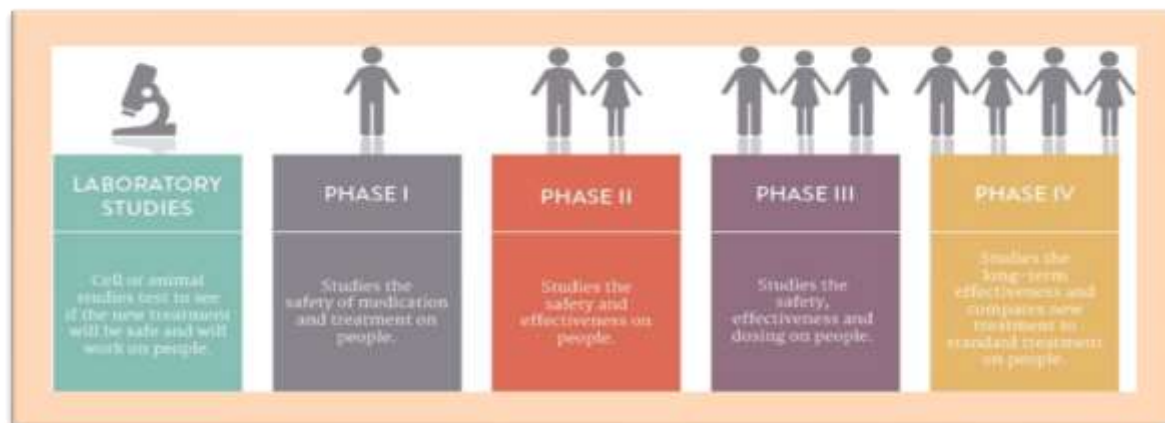 LABORATORY
STUDIES
Cell or animal
studies test to see
if the new treatment
will be safe and will
work on people.
PHASE I
Studies the
safety of medication
and treatment on
people.
PHASE II
Studies the
safety and
effectiveness on
people.
PHASE III
Studies the
safety,
effectiveness and
dosing on people.
PHASE IV
Studies the
long-term
effectiveness and
compares new
treatment to
standard treatment
on people.